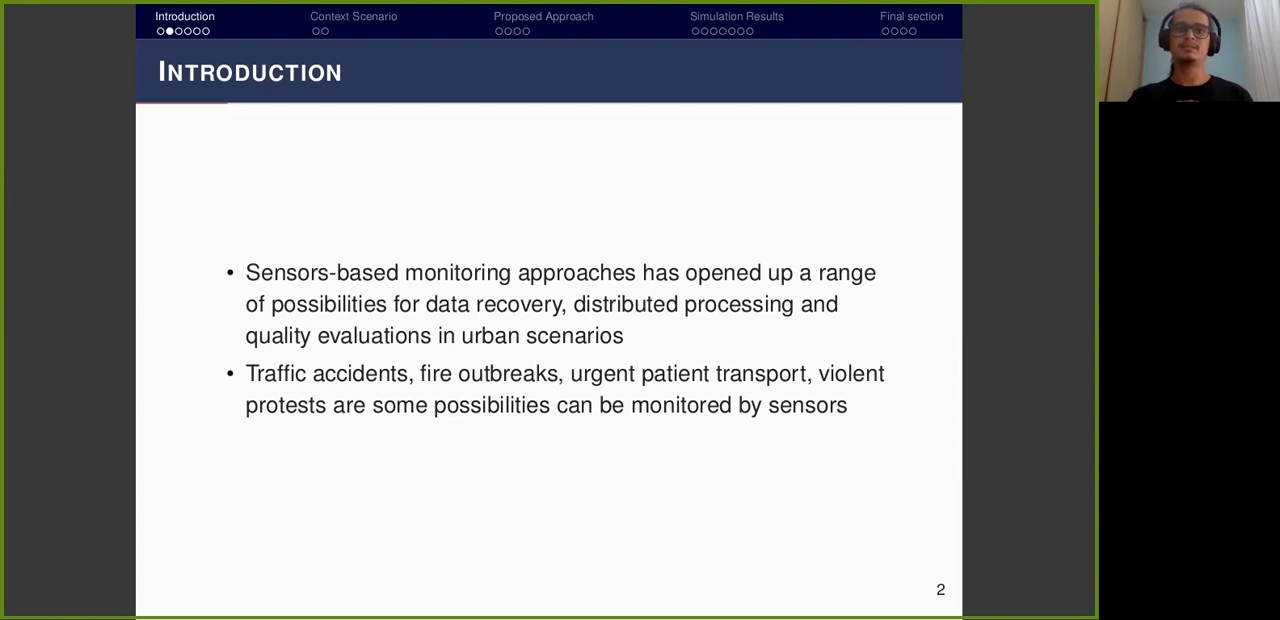 Introduction
Context Scenario
Proposed Approach
Simulation Results
Final section
INTRODUCTION
• Sensors-based monitoring approaches has opened up a range
of possibilities for data recovery, distributed processing and
quality evaluations in urban scenarios
• Traffic accidents, fire outbreaks, urgent patient transport, violent
protests are some possibilities can be monitored by sensors
2